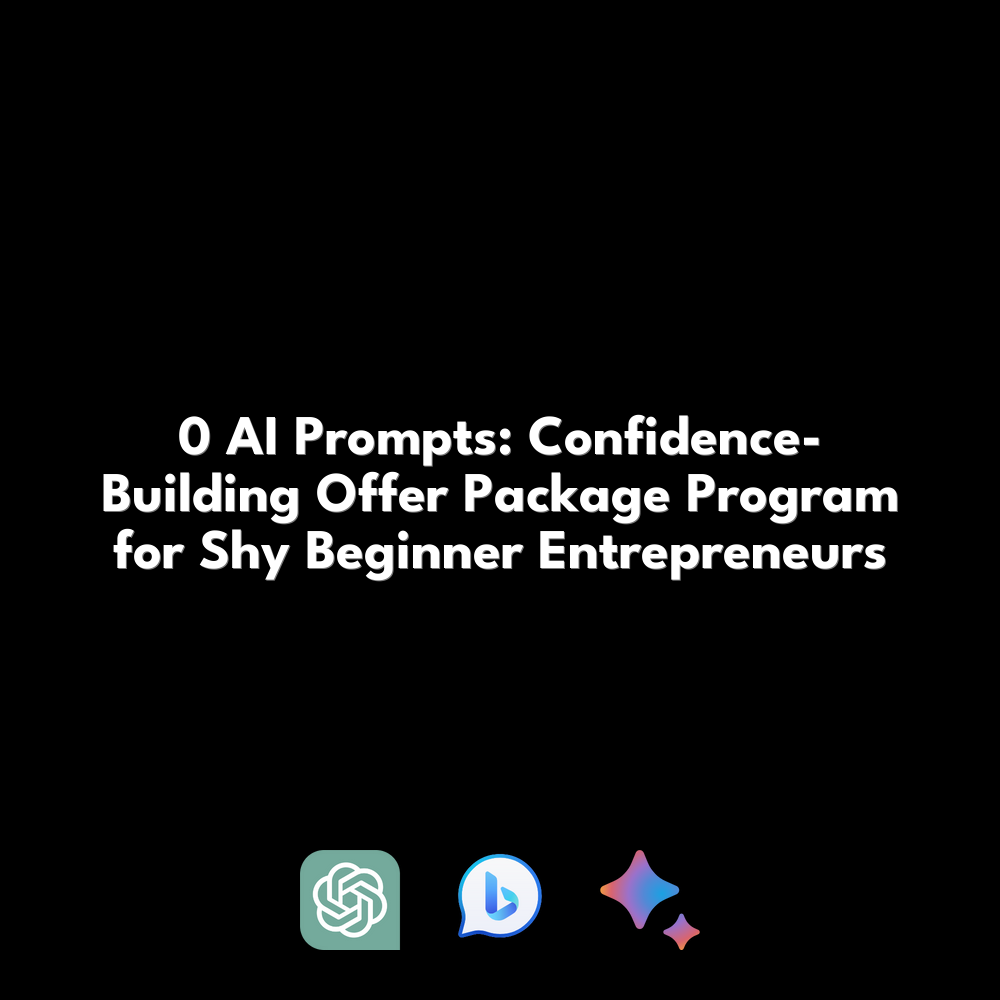 0 AI Prompts: Confidence-
Building Offer Package Program
for Shy Beginner Entrepreneurs